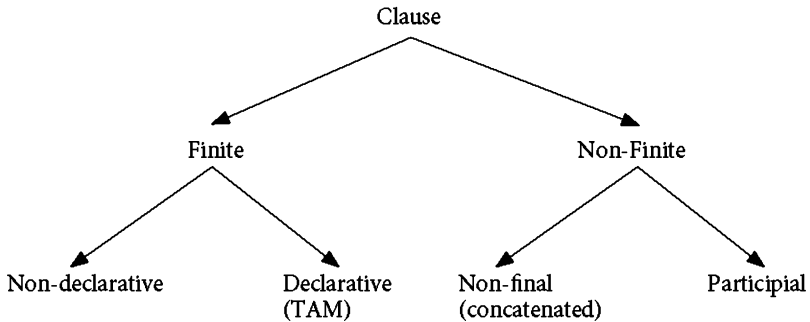 Clause
Finite
Non-Finite
Non-declarative
Declarative
(TAM)
Non-final
(concatenated)
Participial